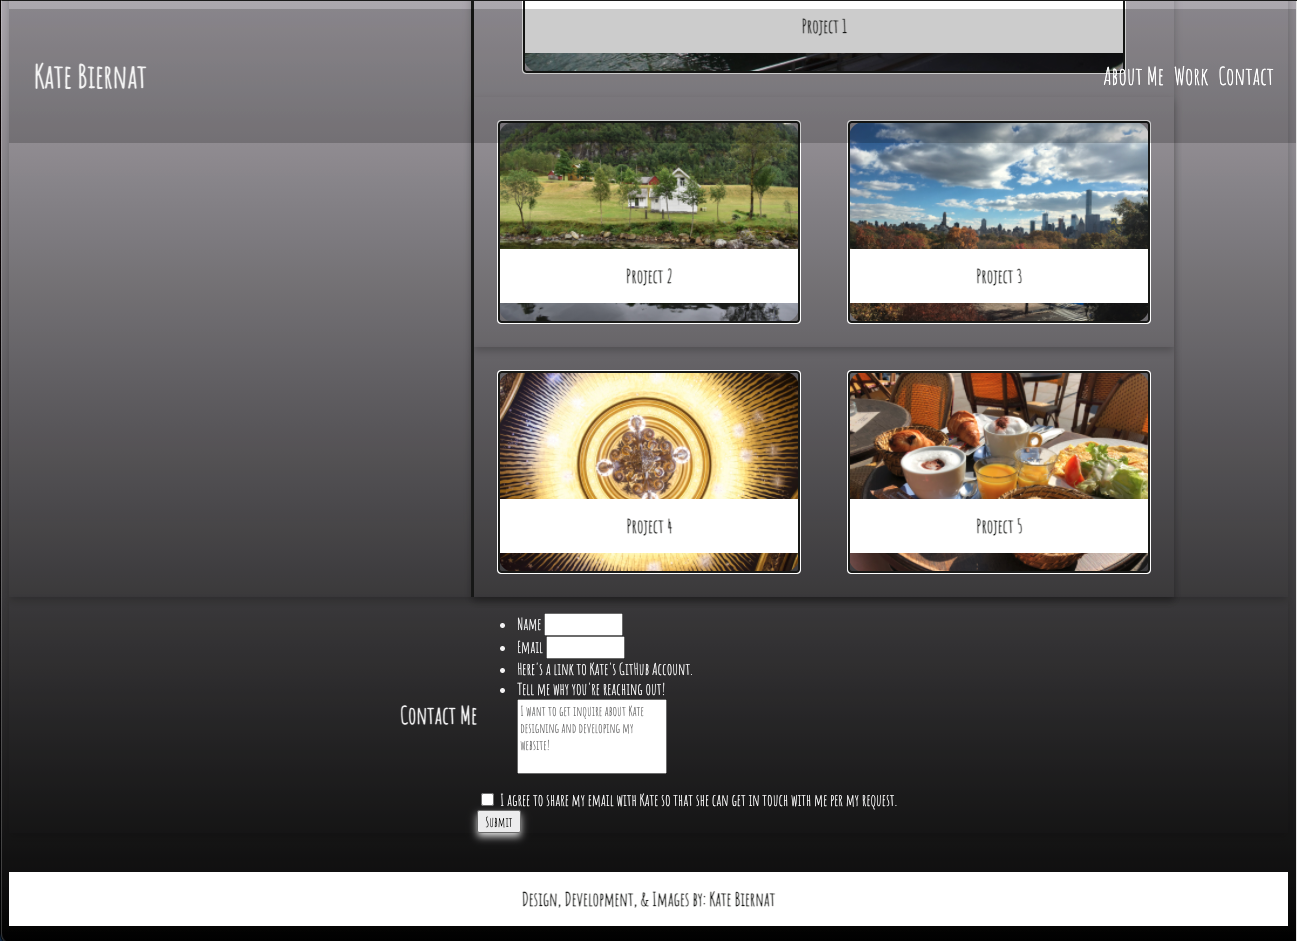 Project 1
Kate Biernat
About Me Work Contact
Project 2
Project 3
Project 4
Project 5
Name
Email
Here's a link to Kate's GitHub Account.
Tell me why you're reaching out!
Contact Me
I want to get inquire about Kate
designing and developing my
website!
I agree to share my email with Kate so that she can get in touch with me per my request.
Submit
Design, Development, & Images by: Kate Biernat